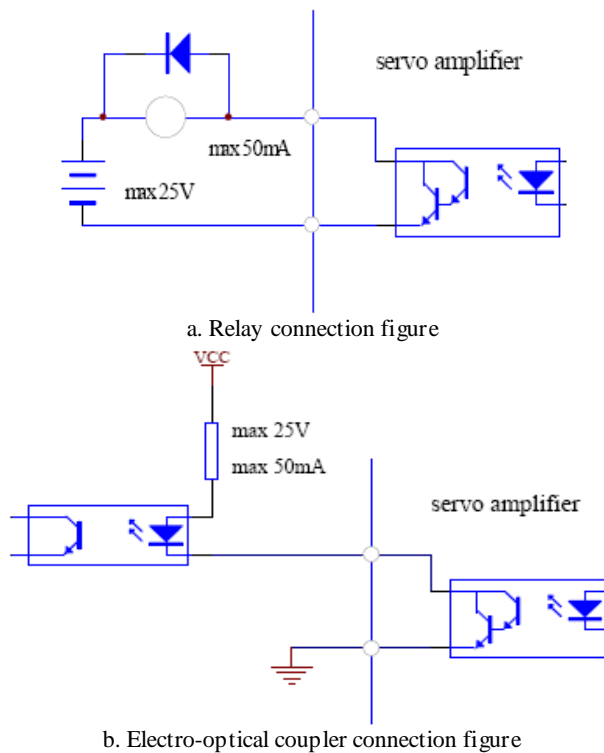 servo amplifier
max50mA
max25V
a. Relay connection figure
VCC
max 25V
max 50mA
servo amplifier
b. Electro-optical coupler connection figure